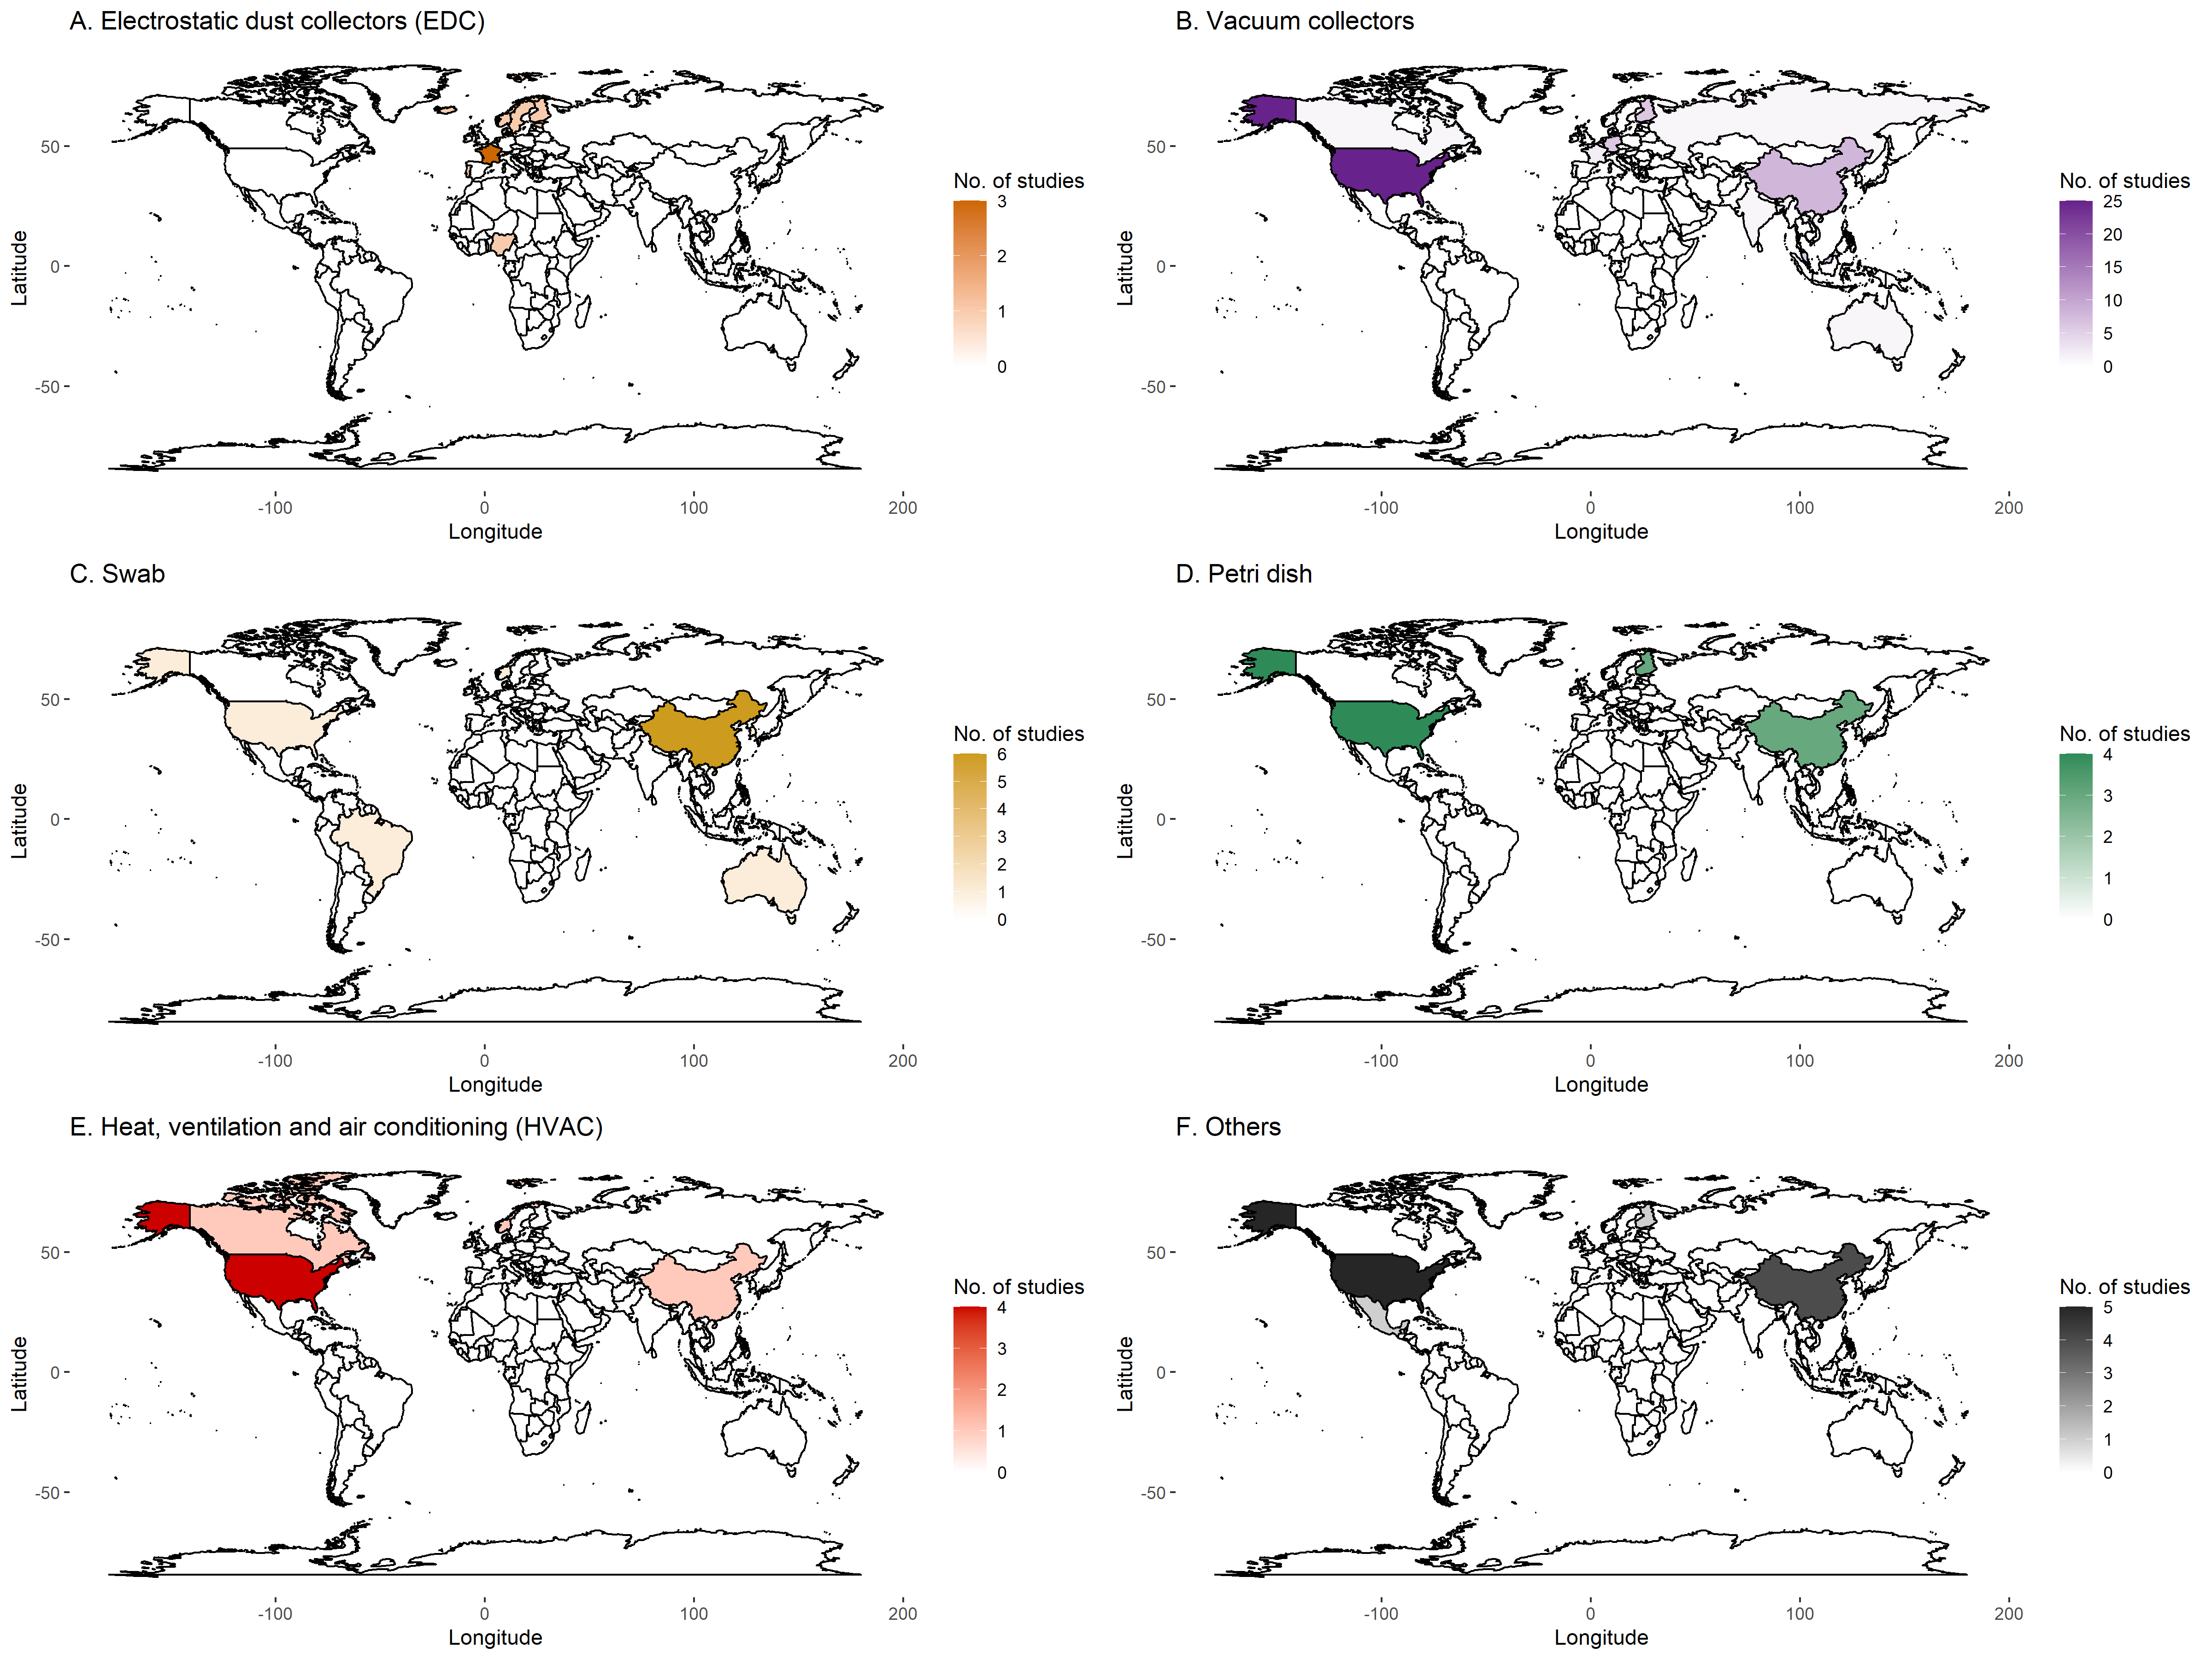 A. Electrostatic dust collectors (EDC)
Latitude
50
0
-50
-100 0 100 200
Longitude
No. of studies
3
2
1
0
B. Vacuum collectors
Latitude
50
0
-50
-100 0 100 200
Longitude
No. of studies
25
20
15
10
5
0
C. Swab
Latitude
50
0
-50
-100 0 100 200
Longitude
No. of studies
6
5
4
3
2
1
0
D. Petri dish
Latitude
50
0
-50
-100 0 100 200
Longitude
No. of studies
4
3
2
1
0
E. Heat, ventilation and air conditioning (HVAC)
Latitude
50
0
-50
-100 0 100 200
Longitude
No. of studies
4
3
2
1
0
F. Others
Latitude
50
0
-50
-100 0 100 200
Longitude
No. of studies
5
4
3
2
1
0